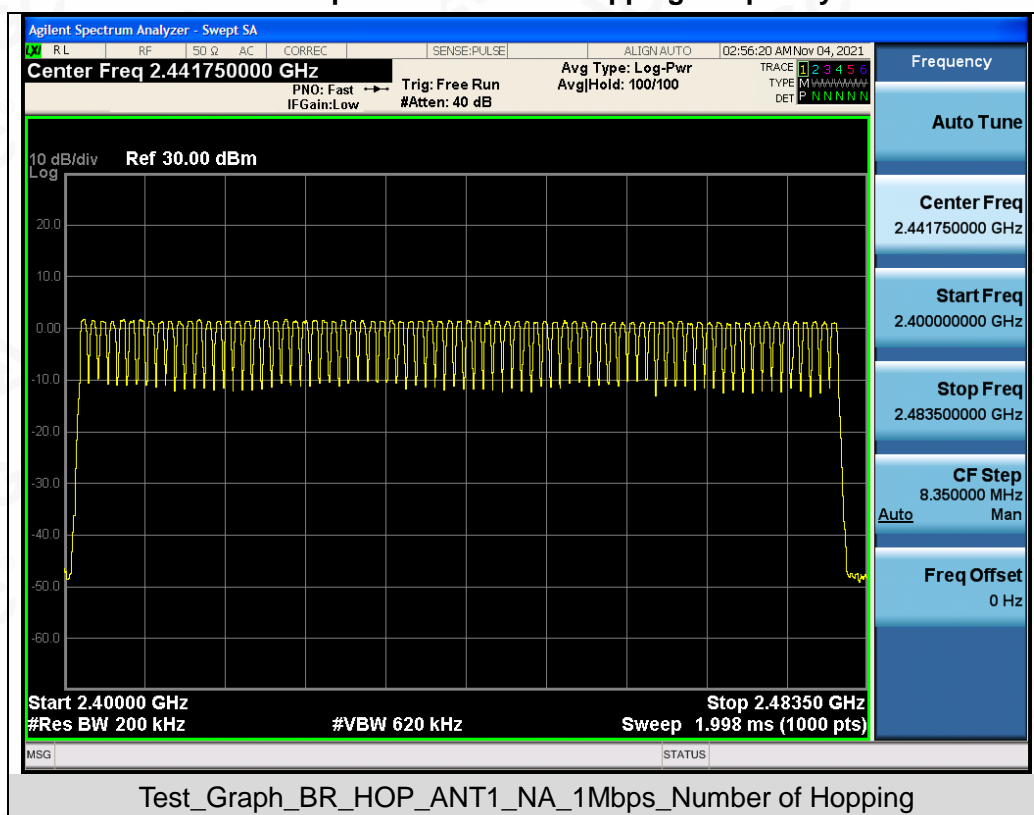 Agilent Spectrum Analyzer - Swept SA
LXI RL RF 50 Ω AC CORREC SENSE:PULSE ALIGN AUTO 02:56:20 AM Nov 04, 2021
Center Freq 2.441750000 GHz
PNO: Fast
IFGain:Low
Trig: Free Run
#Atten: 40 dB
Avg Type: Log-Pwr
Avg|Hold: 100/100
TRACE 1 2 3 4 5 6
TYPE M
DET P N N N N N
Frequency
Auto Tune
Center Freq
2.441750000 GHz
Start Freq
2.400000000 GHz
Stop Freq
2.483500000 GHz
CF Step
8.350000 MHz
Auto Man
Freq Offset
0 Hz
10 dB/div Ref 30.00 dBm
Log
20.0
10.0
0.00
-10.0
-20.0
-30.0
-40.0
-50.0
-60.0
Start 2.40000 GHz Stop 2.48350 GHz
#Res BW 200 kHz #VBW 620 kHz Sweep 1.998 ms (1000 pts)
MSG STATUS
Test_Graph_BR_HOP_ANT1_NA_1Mbps_Number of Hopping